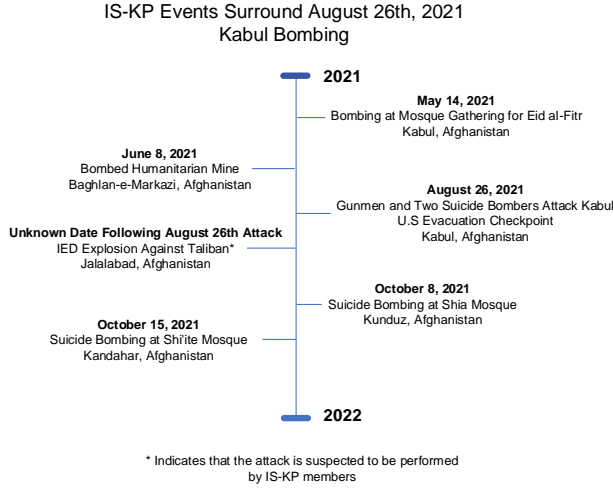 IS-KP Events Surround August 26th, 2021
Kabul Bombing
2021
May 14, 2021
Bombing at Mosque Gathering for Eid al-Fitr
Kabul, Afghanistan
June 8, 2021
Bombed Humanitarian Mine
Baghlan-e-Markazi, Afghanistan
August 26, 2021
Gunmen and Two Suicide Bombers Attack Kabul
U.S Evacuation Checkpoint
Kabul, Afghanistan
Unknown Date Following August 26th Attack
IED Explosion Against Taliban*
Jalalabad, Afghanistan
October 8, 2021
Suicide Bombing at Shia Mosque
Kunduz, Afghanistan
October 15, 2021
Suicide Bombing at Shi'ite Mosque
Kandahar, Afghanistan
2022
* Indicates that the attack is suspected to be performed
by IS-KP members